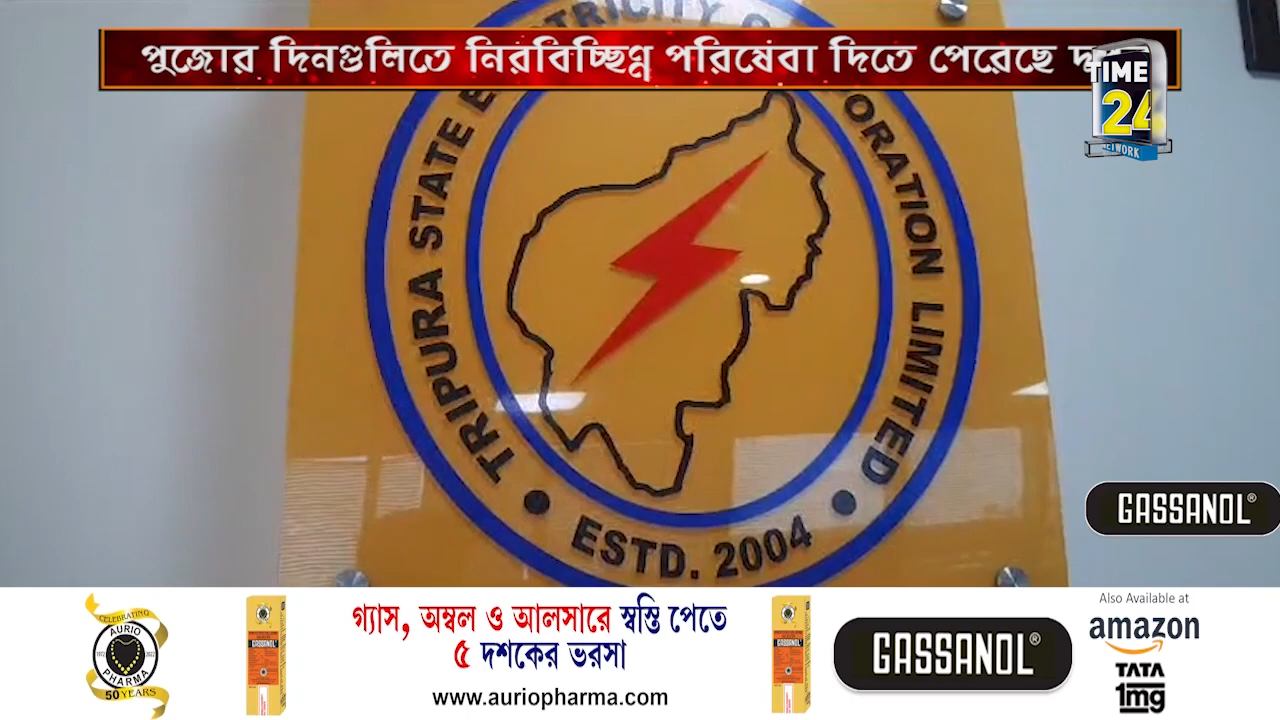 পুজোর দিনগুলিতে নিরবিচ্ছিণ্ণ পরিষেবা দিতে পেরেছে
TIME
24
NETWORK
TRIPURA STATE
ORATION LIMITED
ESTD. 2004
GASSANOL®
CELEBRATING
AURIO
PHARMA
50 YEARS
গ্যাস, অম্বল ও আলসারে স্বস্তি পেতে
৫ দশকের ভরসা
www.auriopharma.com
GASSANOL®
Also Available at
amazon
TATA
1mg